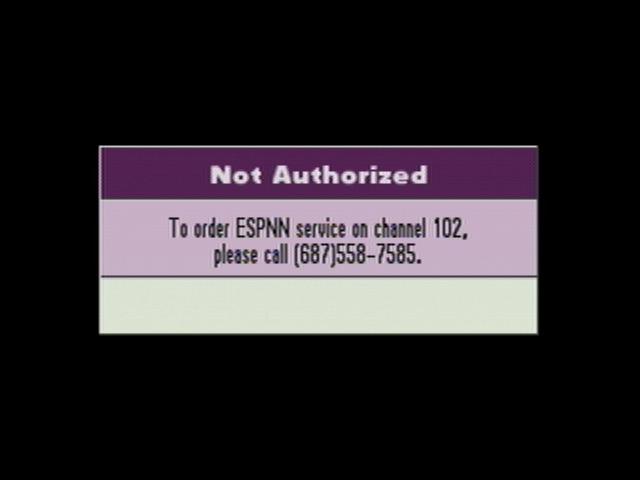 Not Authorized
To order ESPNN service on channel 102,
please call (687)558-7585.